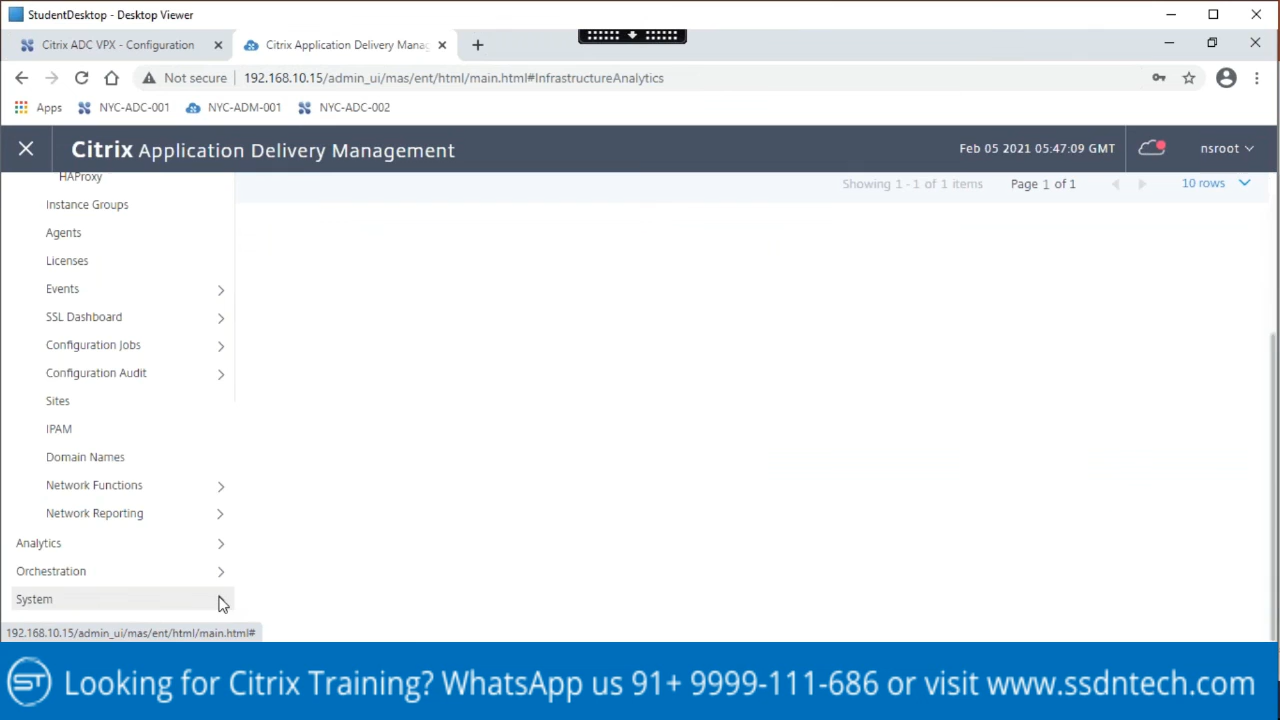 StudentDesktop - Desktop Viewer
Citrix ADC VPX - Configuration
Citrix Application Delivery Mana
Not secure | 192.168.10.15/admin_ui/mas/ent/html/main.html#InfrastructureAnalytics
Apps NYC-ADC-001 NYC-ADM-001 NYC-ADC-002
Citrix Application Delivery Management
Feb 05 2021 05:47:09 GMT
nsroot
HAProxy
Showing 1 - 1 of 1 items Page 1 of 1 10 rows
Instance Groups
Agents
Licenses
Events
SSL Dashboard
Configuration Jobs
Configuration Audit
Sites
IPAM
Domain Names
Network Functions
Network Reporting
Analytics
Orchestration
System
192.168.10.15/admin_ui/mas/ent/html/main.html#
ST Looking for Citrix Training? WhatsApp us 91+ 9999-111-686 or visit www.ssdntech.com